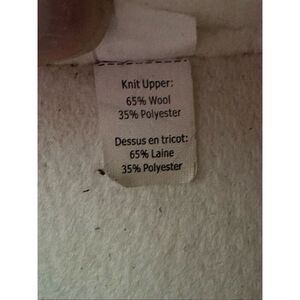 Knit Upper:
65% Wool
35% Polyester
Dessus en tricot:
65% Laine
35% Polyester